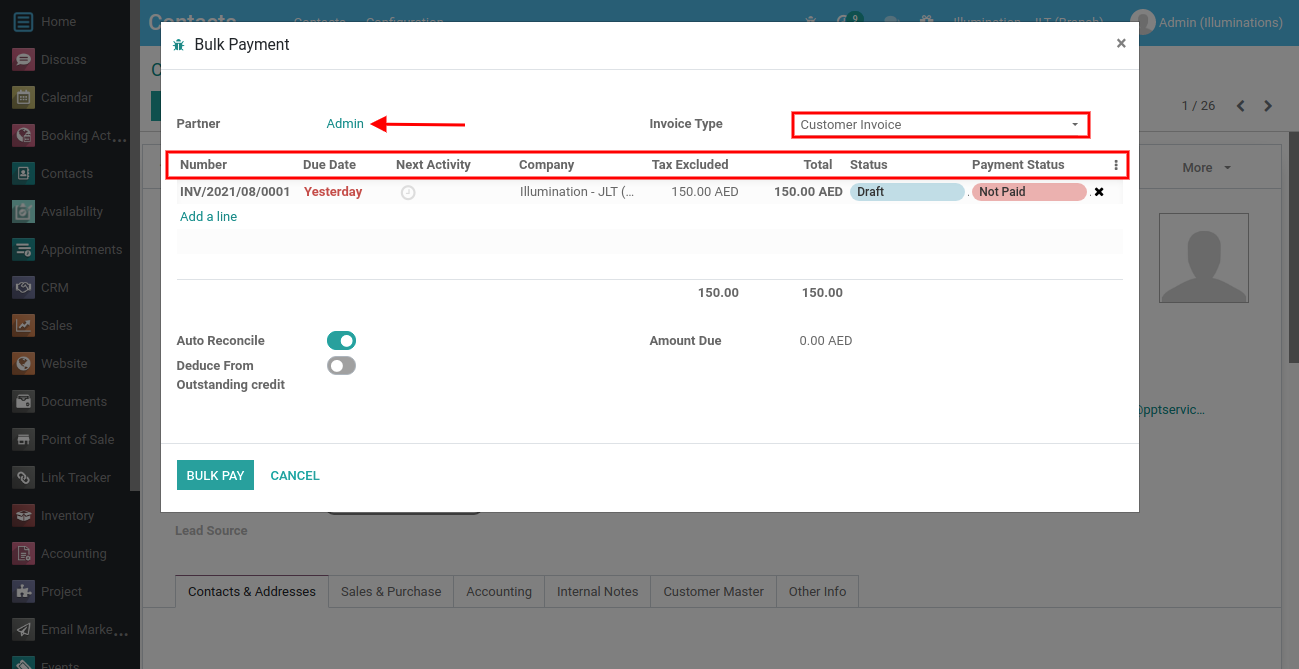 Home
Discuss
Calendar
Booking Act...
Contacts
Availability
Appointments
CRM
Sales
Website
Documents
Point of Sale
Link Tracker
Inventory
Accounting
Project
Email Marke...
Events
Contacts Contacts Configuration 9 Illumination - JLT (Branch) Admin (Illuminations)
1 / 26
More
Bulk Payment ×
Partner Admin Invoice Type Customer Invoice
Number Due Date Next Activity Company Tax Excluded Total Status Payment Status
INV/2021/08/0001 Yesterday Illumination - JLT (... 150.00 AED 150.00 AED Draft . Not Paid .
Add a line
150.00 150.00
Auto Reconcile Amount Due 0.00 AED
Deduce From
Outstanding credit
@pptservic...
BULK PAY CANCEL
Lead Source
Contacts & Addresses Sales & Purchase Accounting Internal Notes Customer Master Other Info